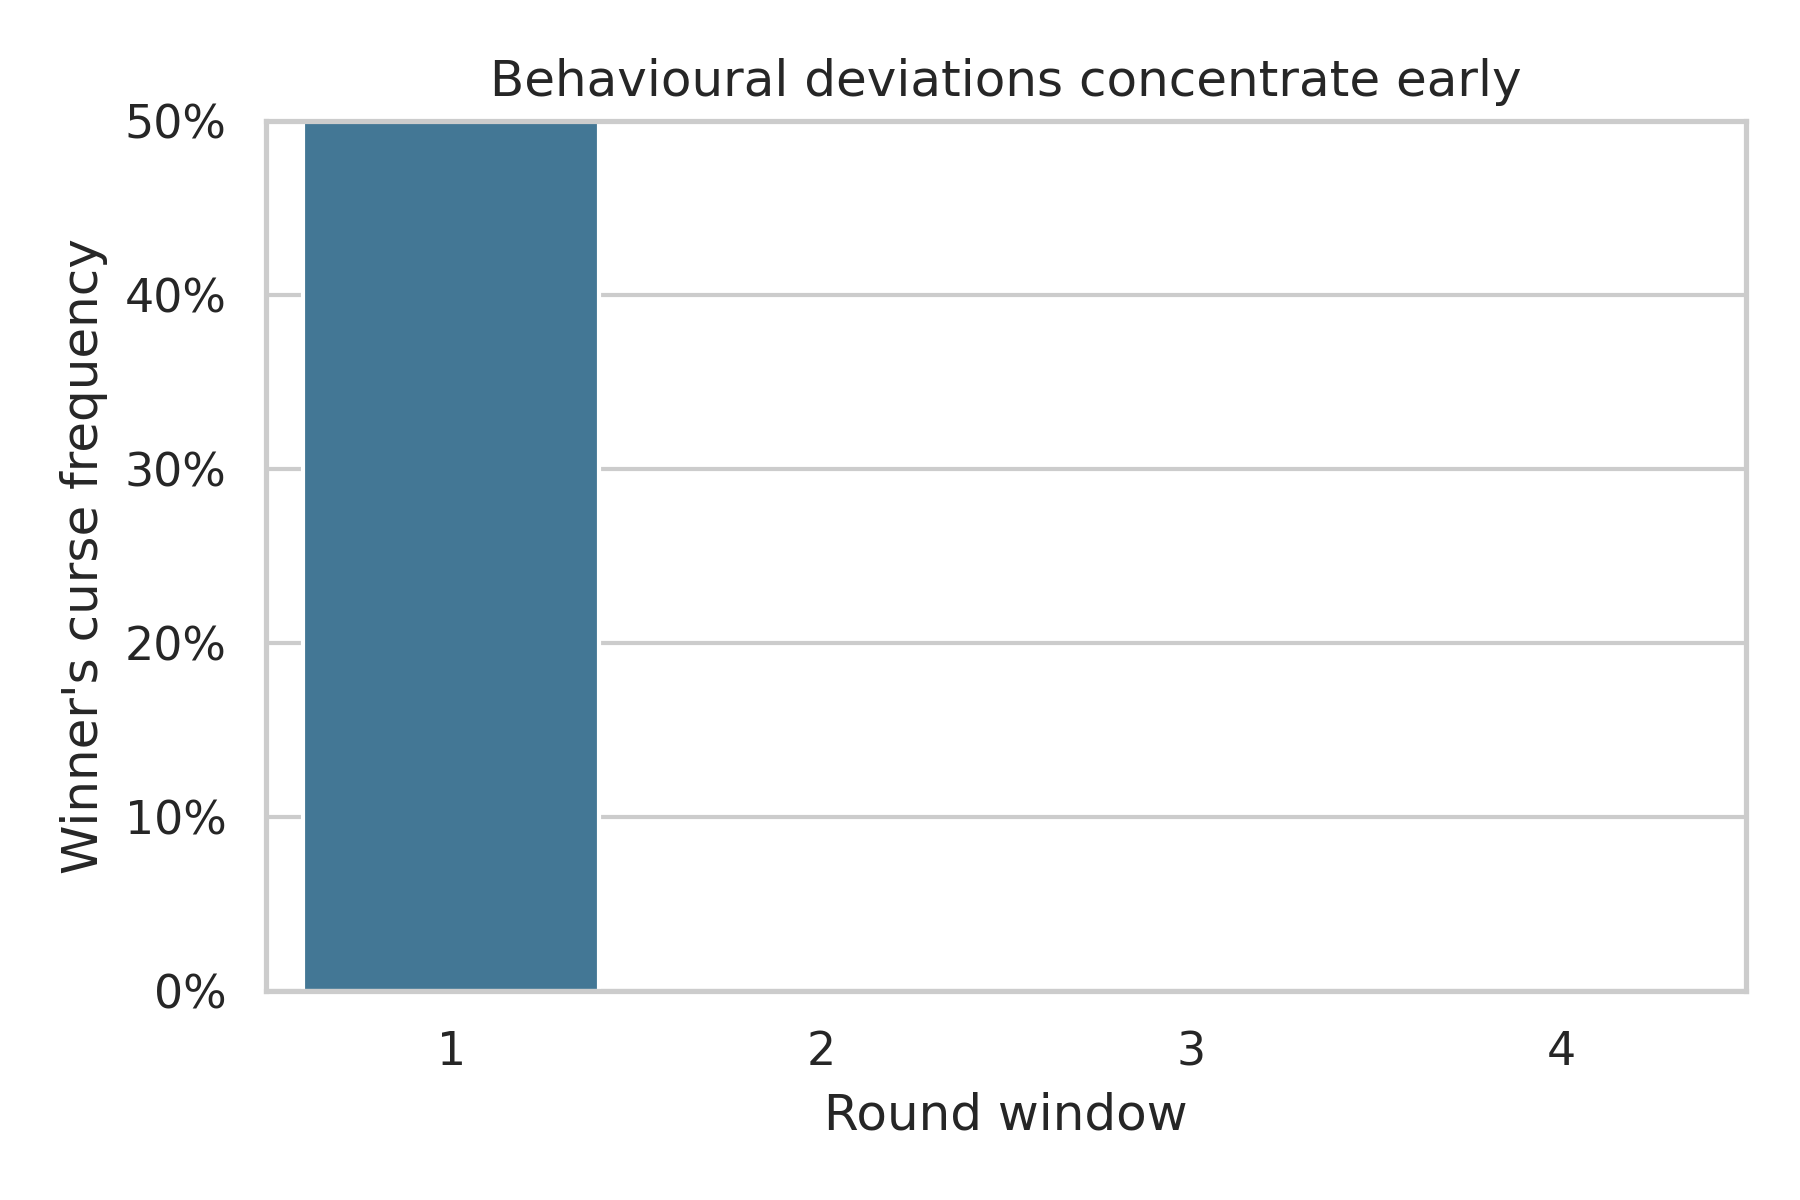 Behavioural deviations concentrate early
50%
40%
30%
20%
10%
0%
Winner's curse frequency
1 2 3 4
Round window